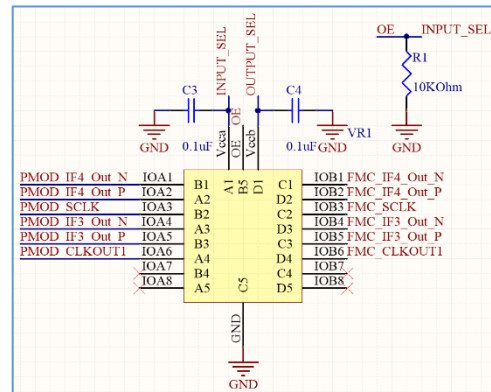 OE INPUT_SEL
R1
10KOhm
GND
INPUT_SEL
OUTPUT_SEL
C3
C4
0.1uF
0.1uF
GND
GND
VR1
OE
Vcca
OE
Vccb
A1
B5
D1
PMOD_IF4_Out_N IOA1 B1 C1 IOB1 FMC_IF4_Out_N
PMOD_IF4_Out_P IOA2 A2 D2 IOB2 FMC_IF4_Out_P
PMOD_SCLK IOA3 B2 C2 IOB3 FMC_SCLK
PMOD_IF3_Out_N IOA4 A3 D3 IOB4 FMC_IF3_Out_N
PMOD_IF3_Out_P IOA5 B3 C3 IOB5 FMC_IF3_Out_P
PMOD_CLKOUT1 IOA6 A4 D4 IOB6 FMC_CLKOUT1
IOA7 B4 C4 IOB7
IOA8 A5 D5 IOB8
C5
GND
GND